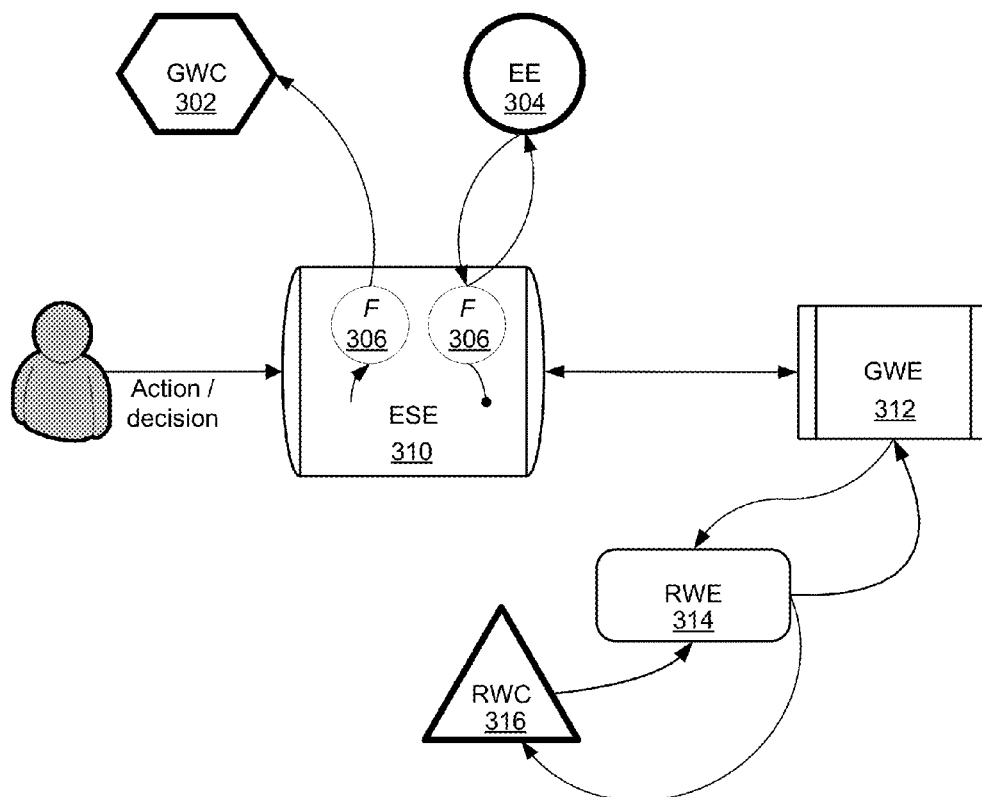 GWC
302
EE
304
F
306
F
306
Action /
decision
ESE
310
GWE
312
RWE
314
RWC
316